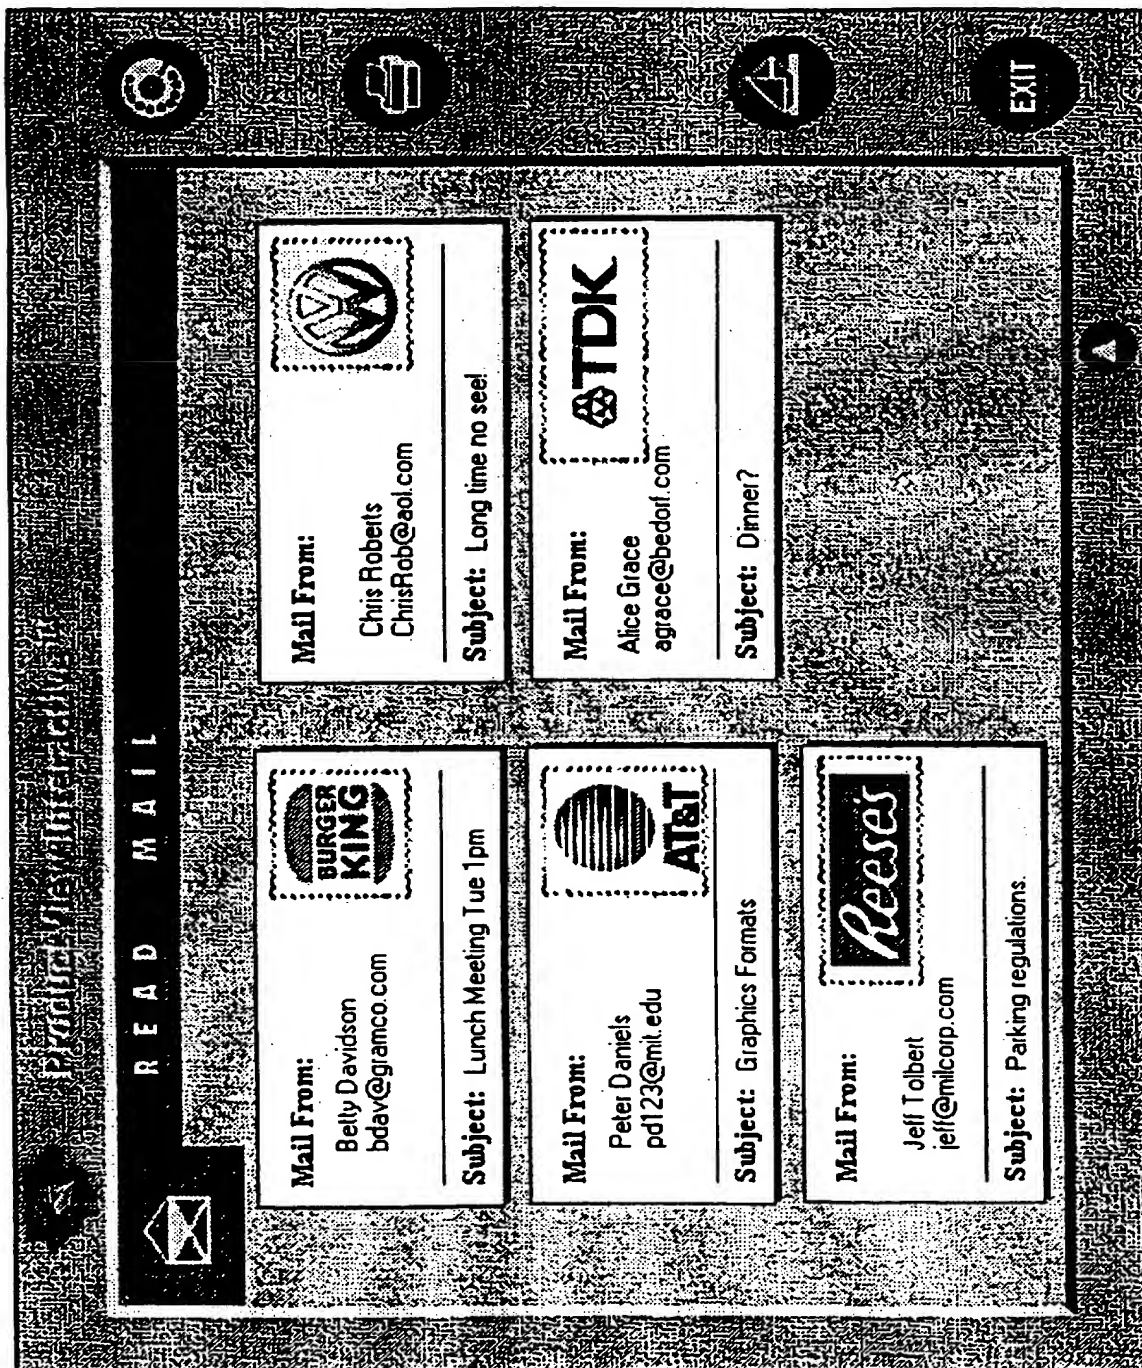 ProductView Interactive
READ MAIL
Mail From:
Betty Davidson
bdav@gramco.com
BURGER
KING
Subject: Lunch Meeting Tue 1pm
Mail From:
Chris Roberts
ChrisRob@aol.com
Subject: Long time no see!
Mail From:
Peter Daniels
pd123@mit.edu
AT&T
Subject: Graphics Formats
Mail From:
Alice Grace
agrace@bedorf.com
TDK
Subject: Dinner?
Mail From:
Jeff Tolbert
jeff@milcorp.com
Reese's
Subject: Parking regulations.
EXIT